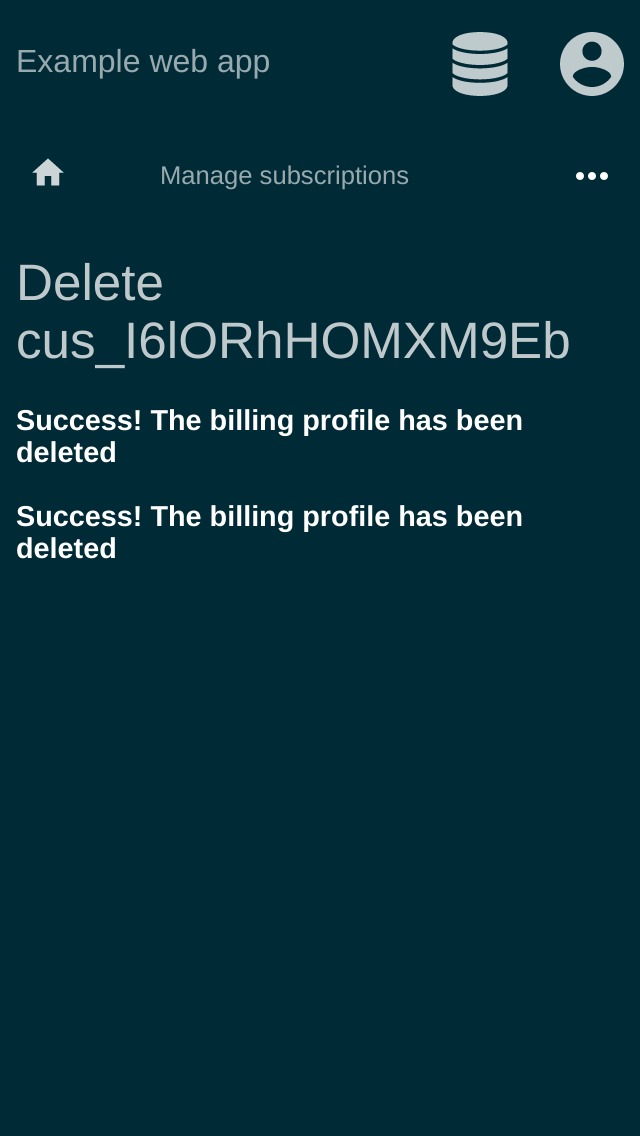 Example web app
Manage subscriptions
Delete
cus_I6lORhHOMXM9Eb
Success! The billing profile has been
deleted
Success! The billing profile has been
deleted